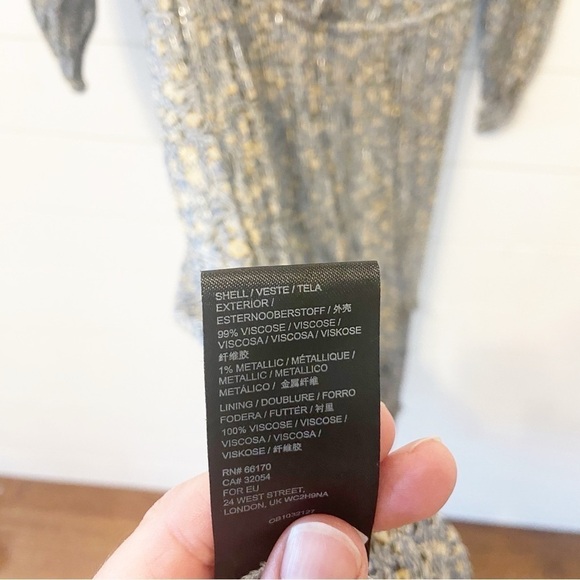 SHELL / VESTE / TELA
EXTERIOR /
ESTERNOOBERSTOFF / 外壳
99% VISCOSE / VISCOSE /
VISCOSA / VISCOSA / VISKOSE
纤维胶
1% METALLIC / MÉTALLIQUE /
METALLIC / METALLICO
METÁLICO / 金属纤维
LINING / DOUBLURE / FORRO
FODERA / FUTTER / 衬里
100% VISCOSE / VISCOSE /
VISCOSA / VISCOSA /
VISKOSE / 纤维胶
RN# 66170
CA# 32054
FOR EU
24 WEST STREET,
LONDON, UK WC2H9NA